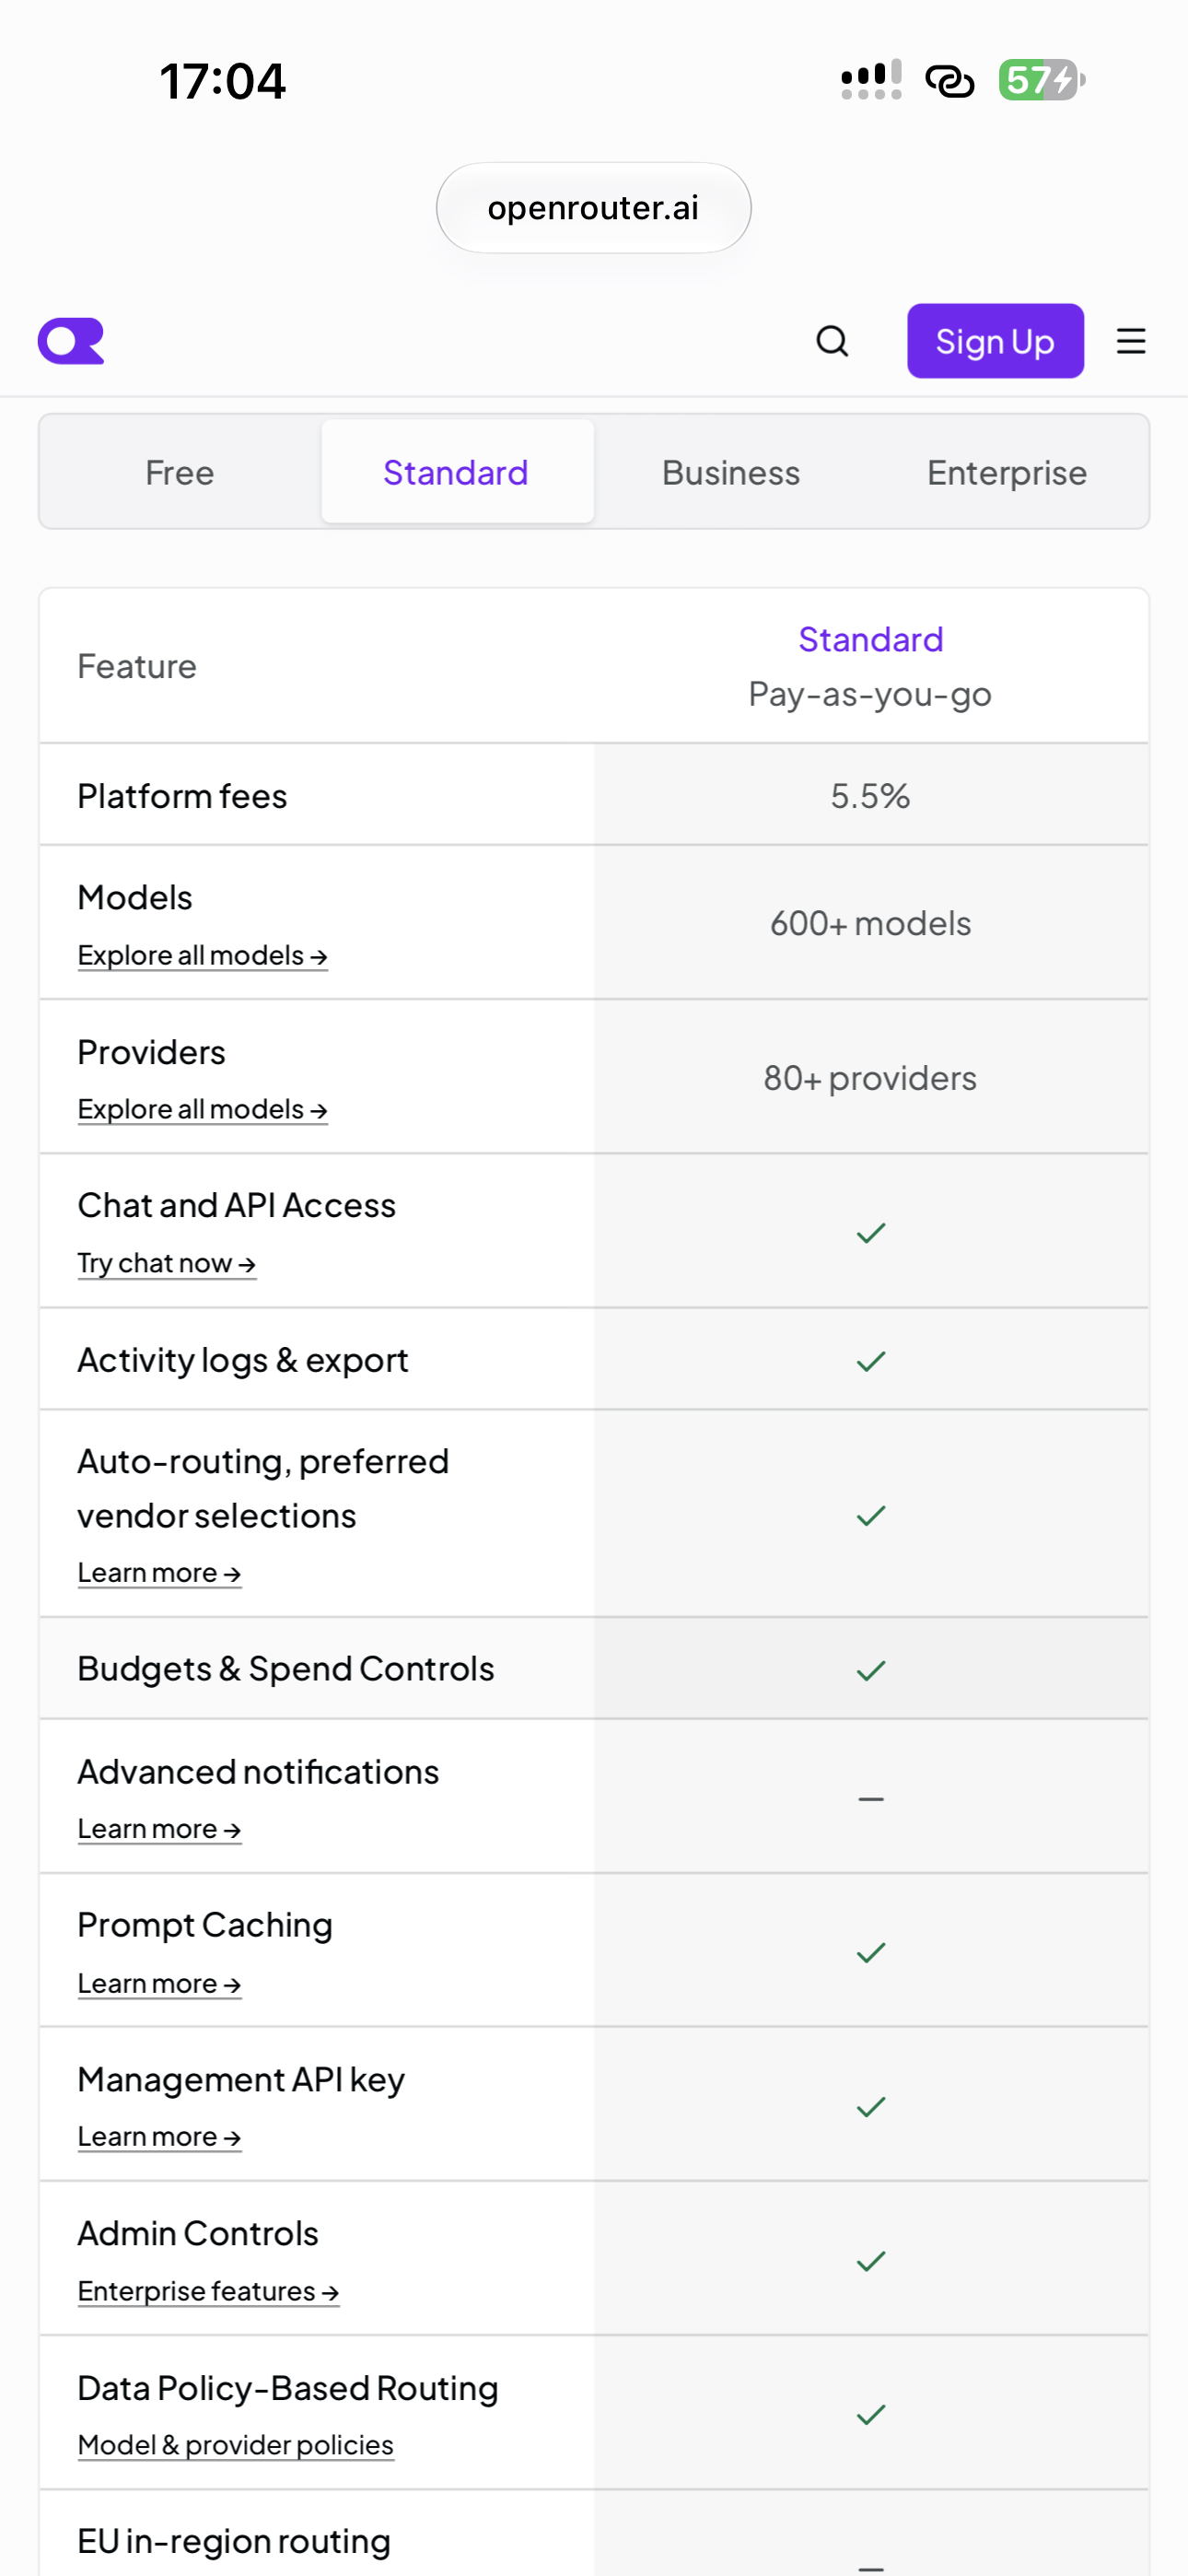 17:04
57
openrouter.ai
Sign Up
Free
Standard
Business
Enterprise
Feature
Standard
Pay-as-you-go
Platform fees
5.5%
Models
Explore all models →
600+ models
Providers
Explore all models →
80+ providers
Chat and API Access
Try chat now →
Activity logs & export
Auto-routing, preferred
vendor selections
Learn more →
Budgets & Spend Controls
Advanced notifications
Learn more →
–
Prompt Caching
Learn more →
Management API key
Learn more →
Admin Controls
Enterprise features →
Data Policy-Based Routing
Model & provider policies
EU in-region routing
–